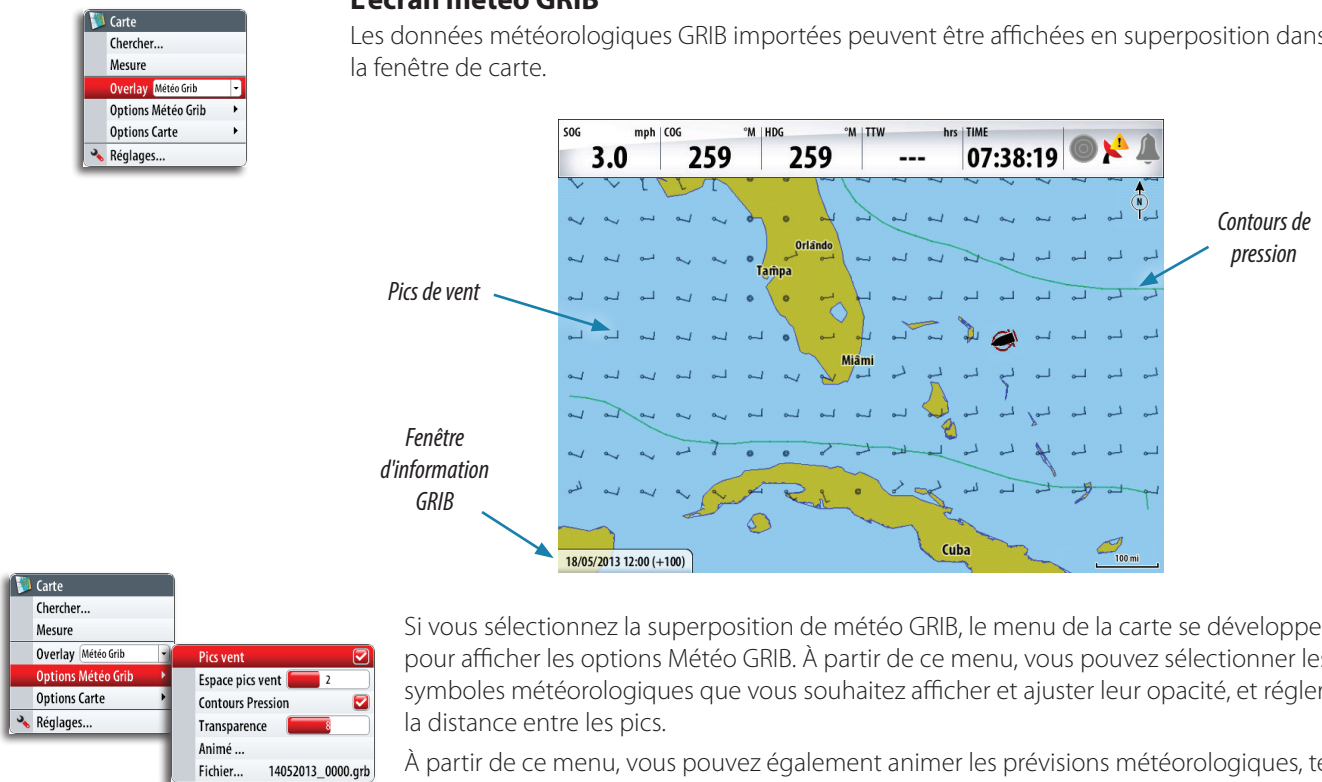 L'écran météo GRIB
Les données météorologiques GRIB importées peuvent être affichées en superposition dans
la fenêtre de carte.
Carte
Chercher...
Mesure
Overlay Météo Grib
Options Météo Grib
Options Carte
Réglages...
SOG mph COG °M HDG °M TTW hrs TIME
3.0 259 259 --- 07:38:19
N
Orlando
Tampa
Miami
Cuba
18/05/2013 12:00 (+100)
100 mi
Contours de
pression
Pics de vent
Fenêtre
d'information
GRIB
Carte
Chercher...
Mesure
Overlay Météo Grib
Options Météo Grib
Options Carte
Réglages...
Pics vent
Espace pics vent 2
Contours Pression
Transparence 8
Animé ...
Fichier... 14052013_0000.grb
Si vous sélectionnez la superposition de météo GRIB, le menu de la carte se développe
pour afficher les options Météo GRIB. À partir de ce menu, vous pouvez sélectionner les
symboles météorologiques que vous souhaitez afficher et ajuster leur opacité, et régler
la distance entre les pics.
À partir de ce menu, vous pouvez également animer les prévisions météorologiques,